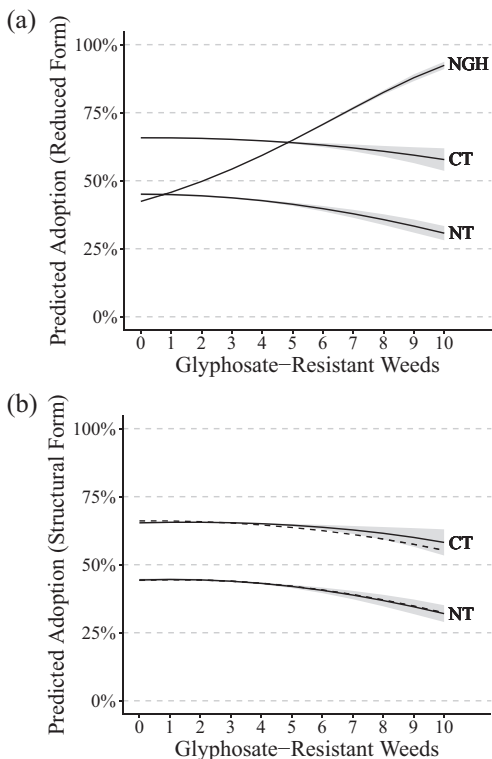 (a)
Predicted Adoption (Reduced Form)
100%
75%
50%
25%
0%
NGH
CT
NT
0 1 2 3 4 5 6 7 8 9 10
Glyphosate−Resistant Weeds
(b)
Predicted Adoption (Structural Form)
100%
75%
50%
25%
0%
CT
NT
0 1 2 3 4 5 6 7 8 9 10
Glyphosate−Resistant Weeds